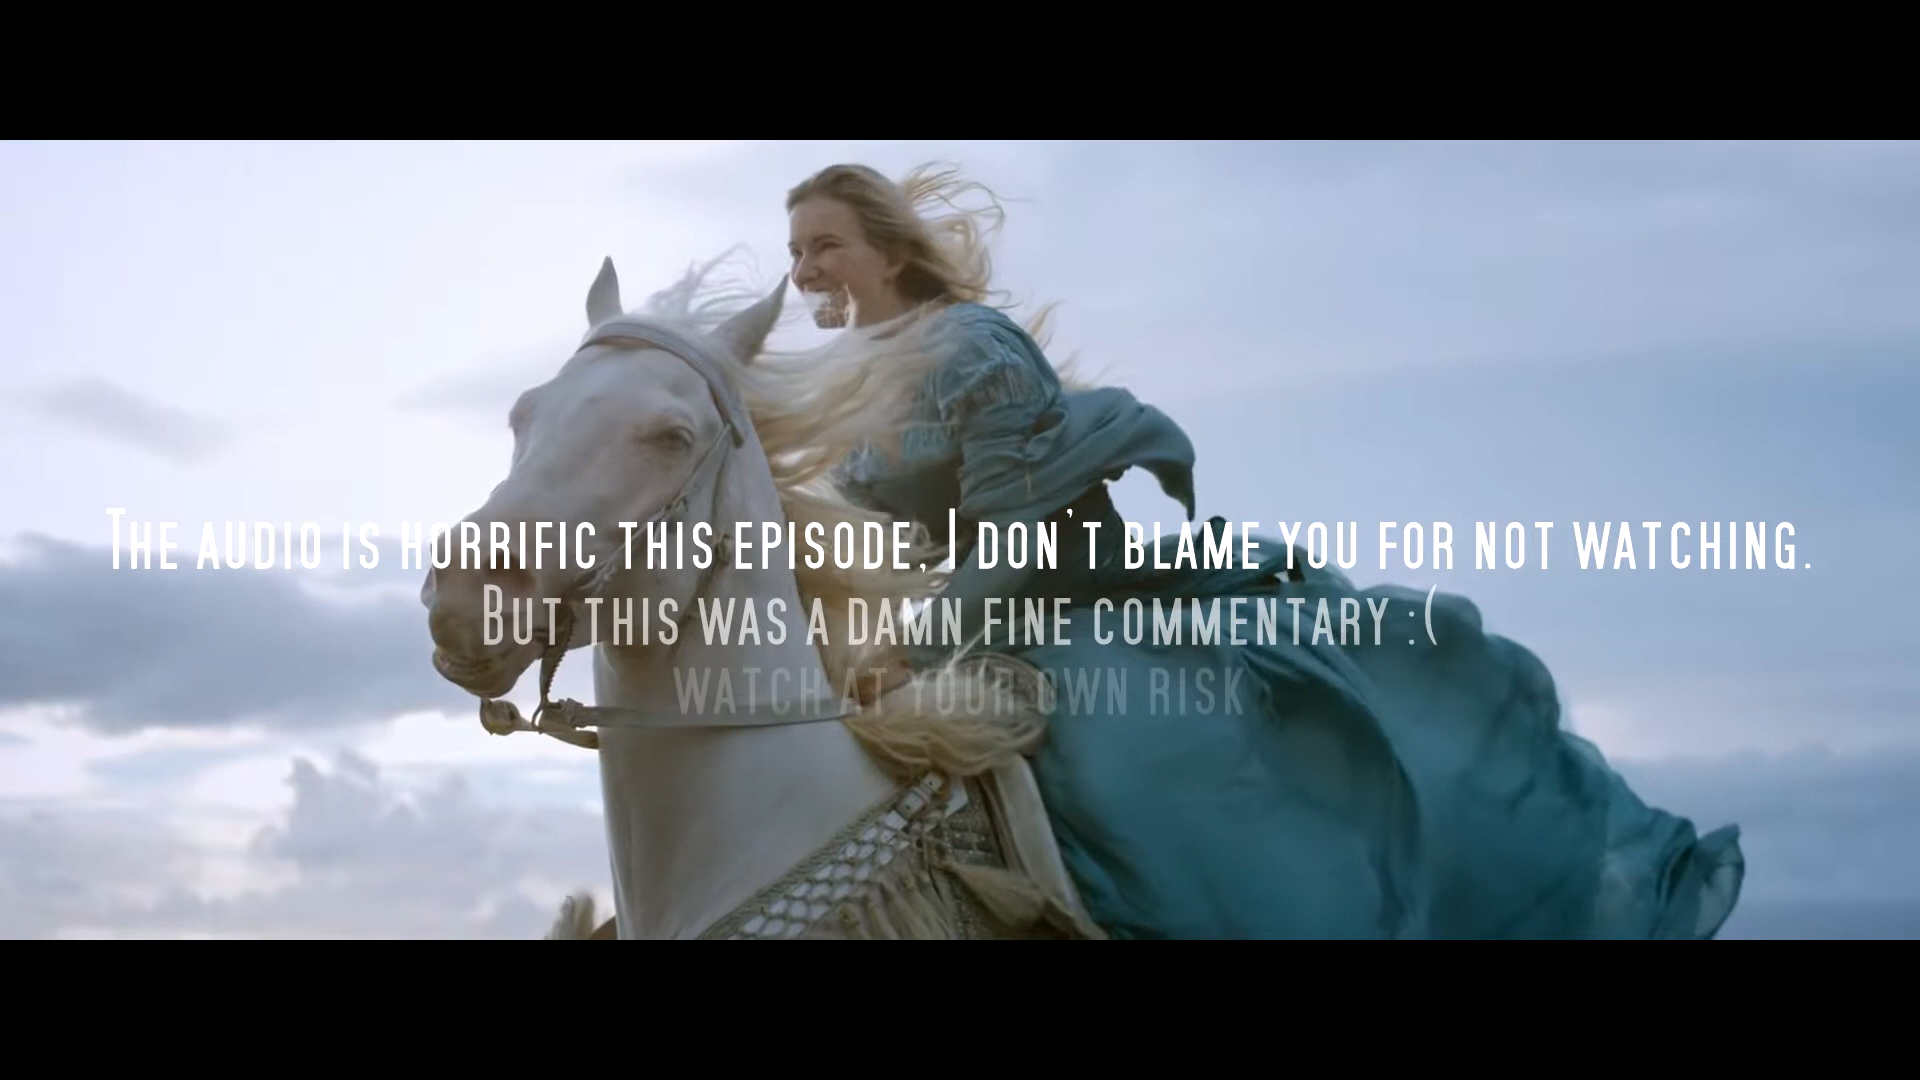 The audio is horrific this episode, I don't blame you for not watching.
But this was a damn fine commentary :(
watch at your own risk